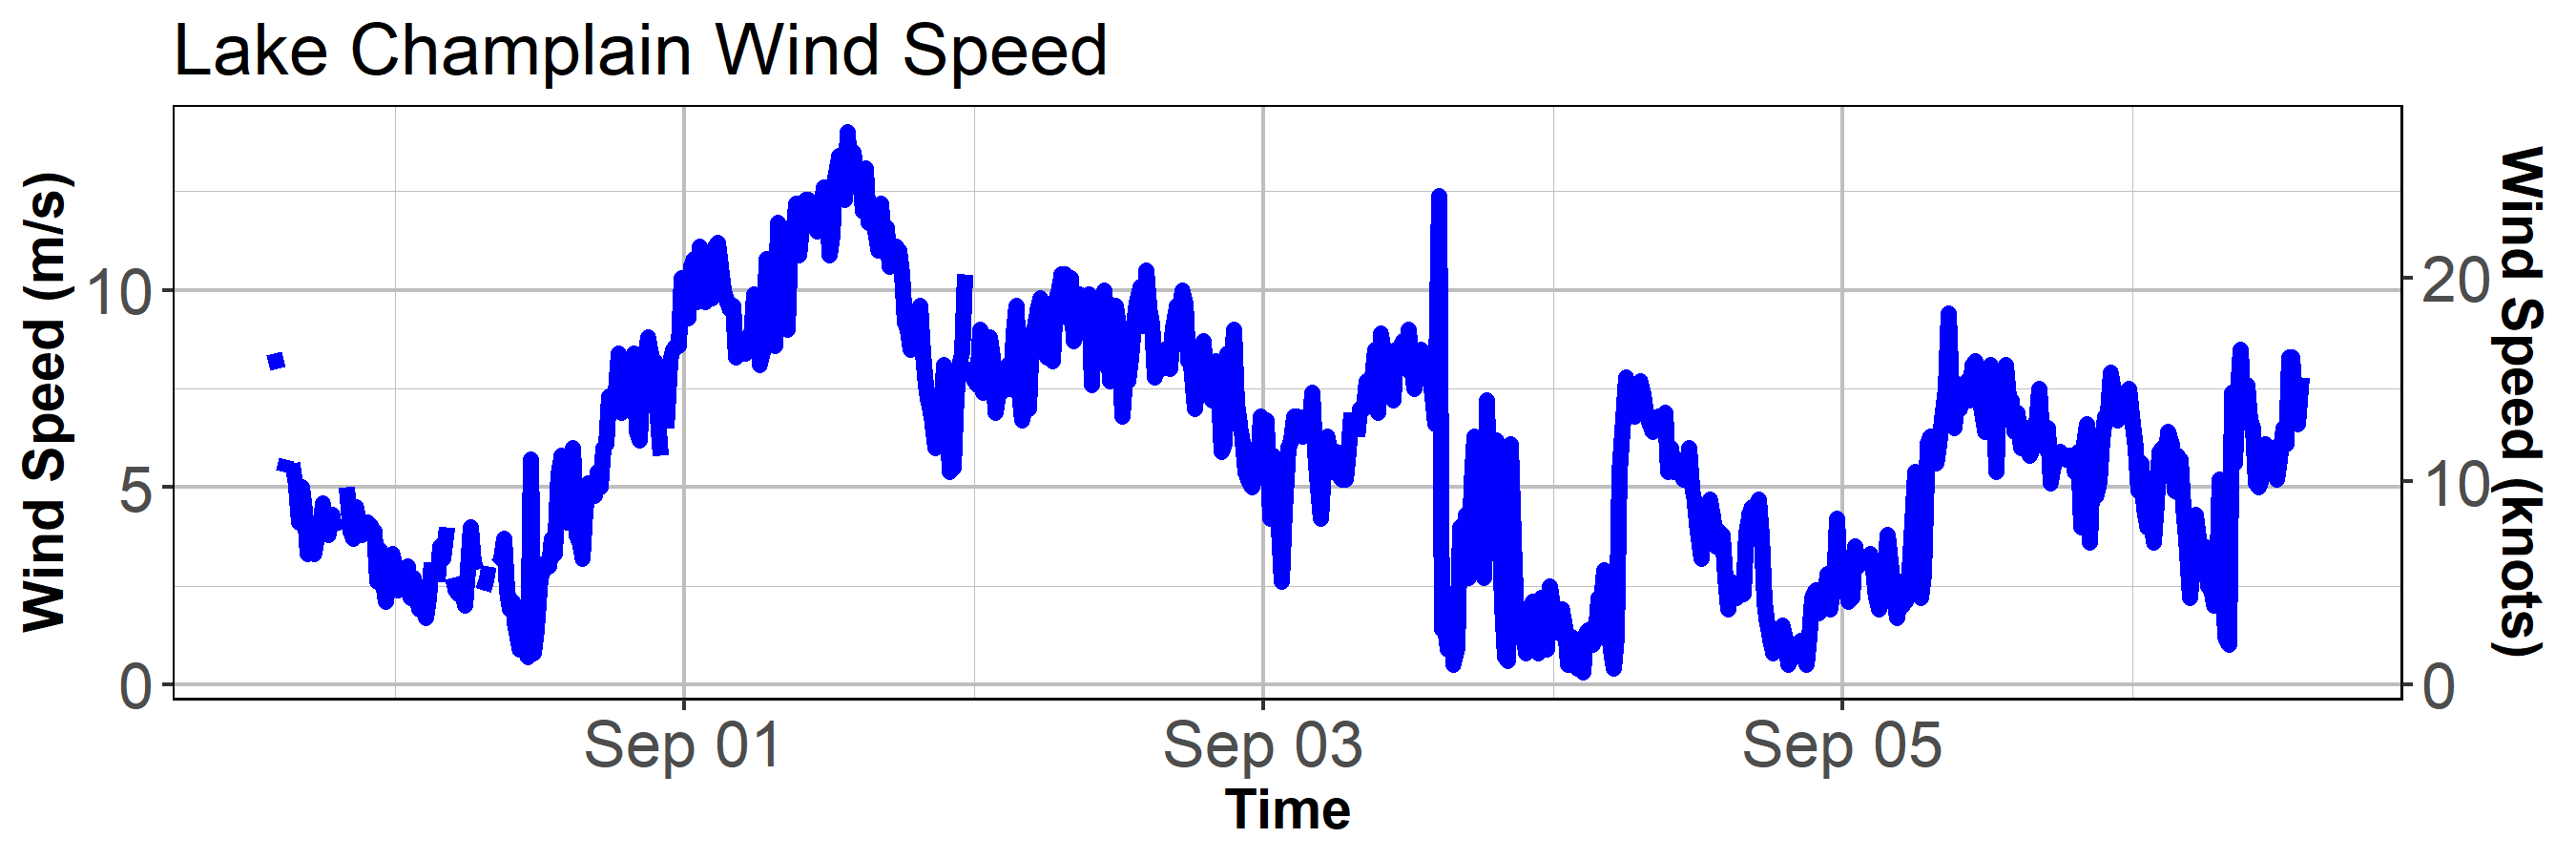 Lake Champlain Wind Speed
Wind Speed (m/s)
10
5
0
20
10
0
Wind Speed (knots)
Sep 01
Sep 03
Sep 05
Time